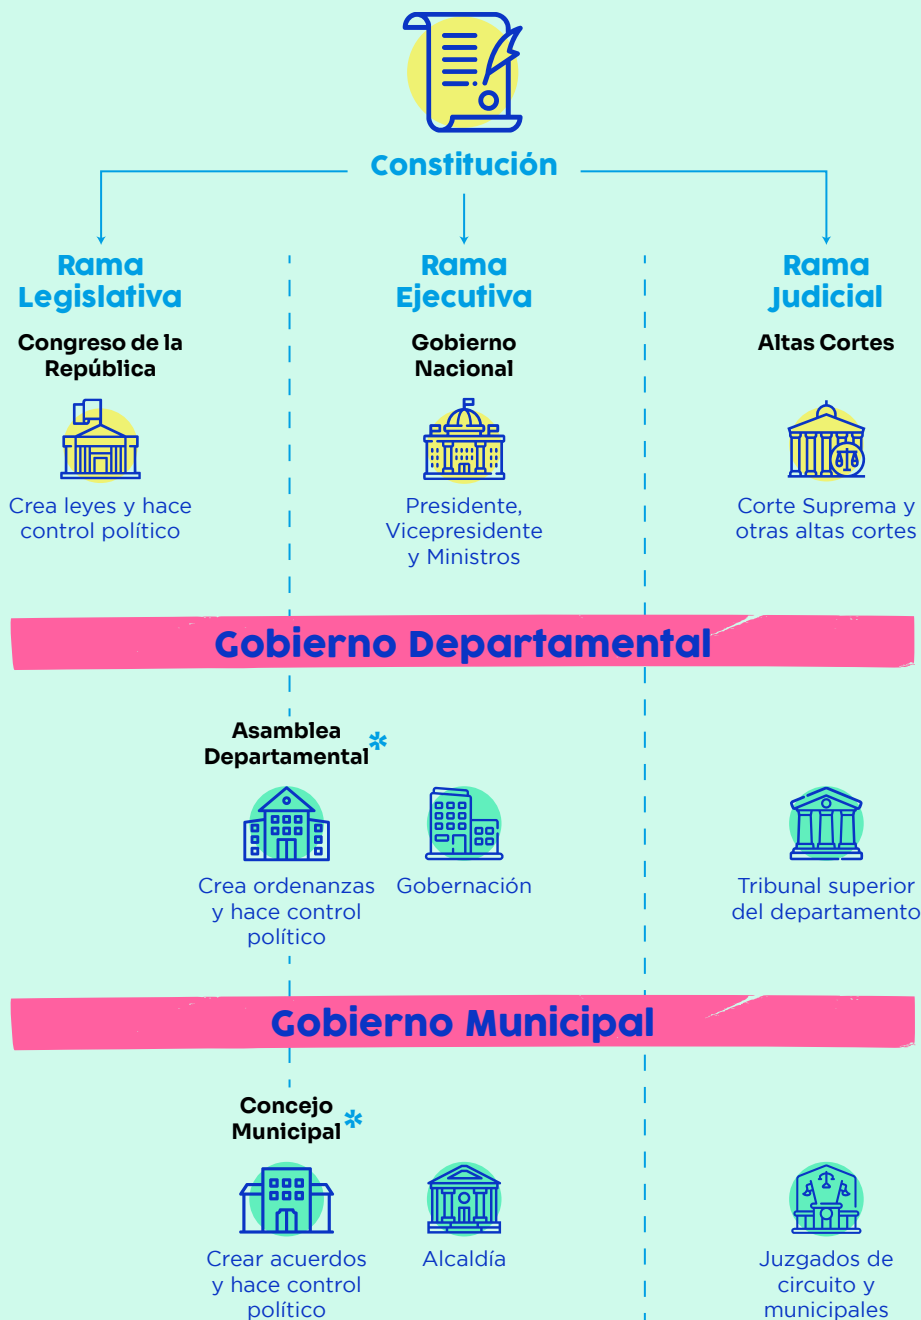 Constitución
Rama
Legislativa
Congreso de la
República
Crea leyes y hace
control político
Rama
Ejecutiva
Gobierno
Nacional
Presidente,
Vicepresidente
y Ministros
Rama
Judicial
Altas Cortes
Corte Suprema y
otras altas cortes
Gobierno Departamental
Asamblea
Departamental*
Crea ordenanzas
y hace control
político
Gobernación
Tribunal superior
del departamento
Gobierno Municipal
Concejo
Municipal*
Crear acuerdos
y hace control
político
Alcaldía
Juzgados de
circuito y
municipales